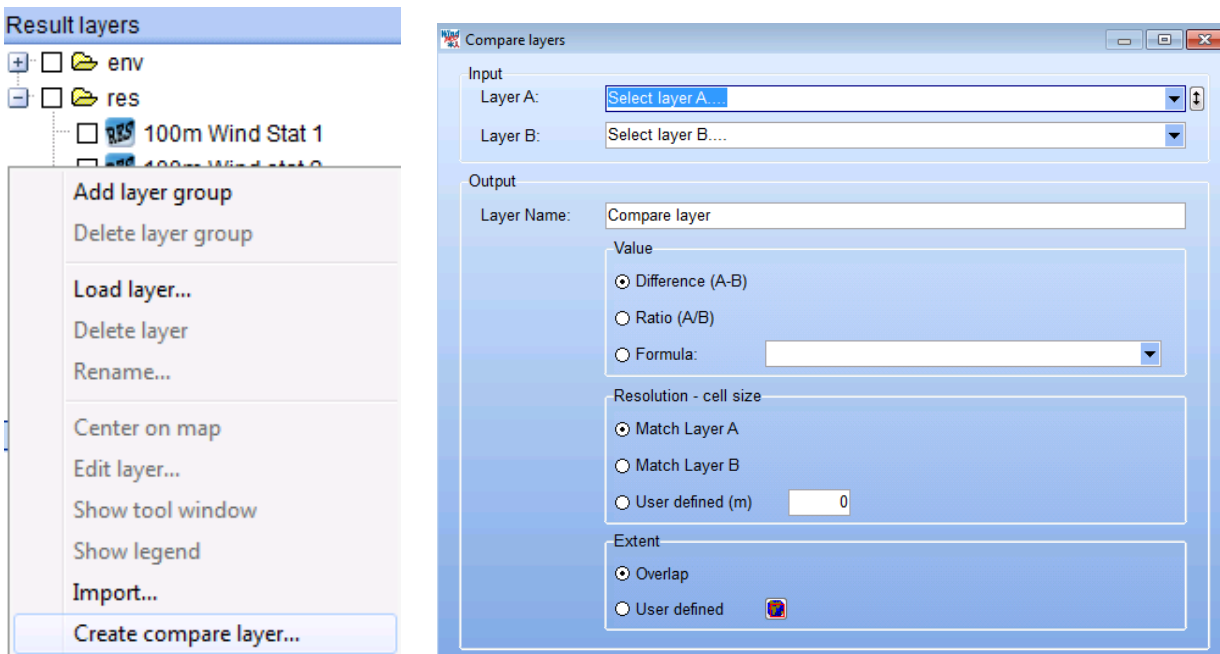 Result layers
env
res
RES 100m Wind Stat 1
Add layer group
Delete layer group
Load layer...
Delete layer
Rename...
Center on map
Edit layer...
Show tool window
Show legend
Import...
Create compare layer...
Compare layers
Input
Layer A: Select layer A....
Layer B: Select layer B....
Output
Layer Name: Compare layer
Value
Difference (A-B)
Ratio (A/B)
Formula:
Resolution - cell size
Match Layer A
Match Layer B
User defined (m) 0
Extent
Overlap
User defined